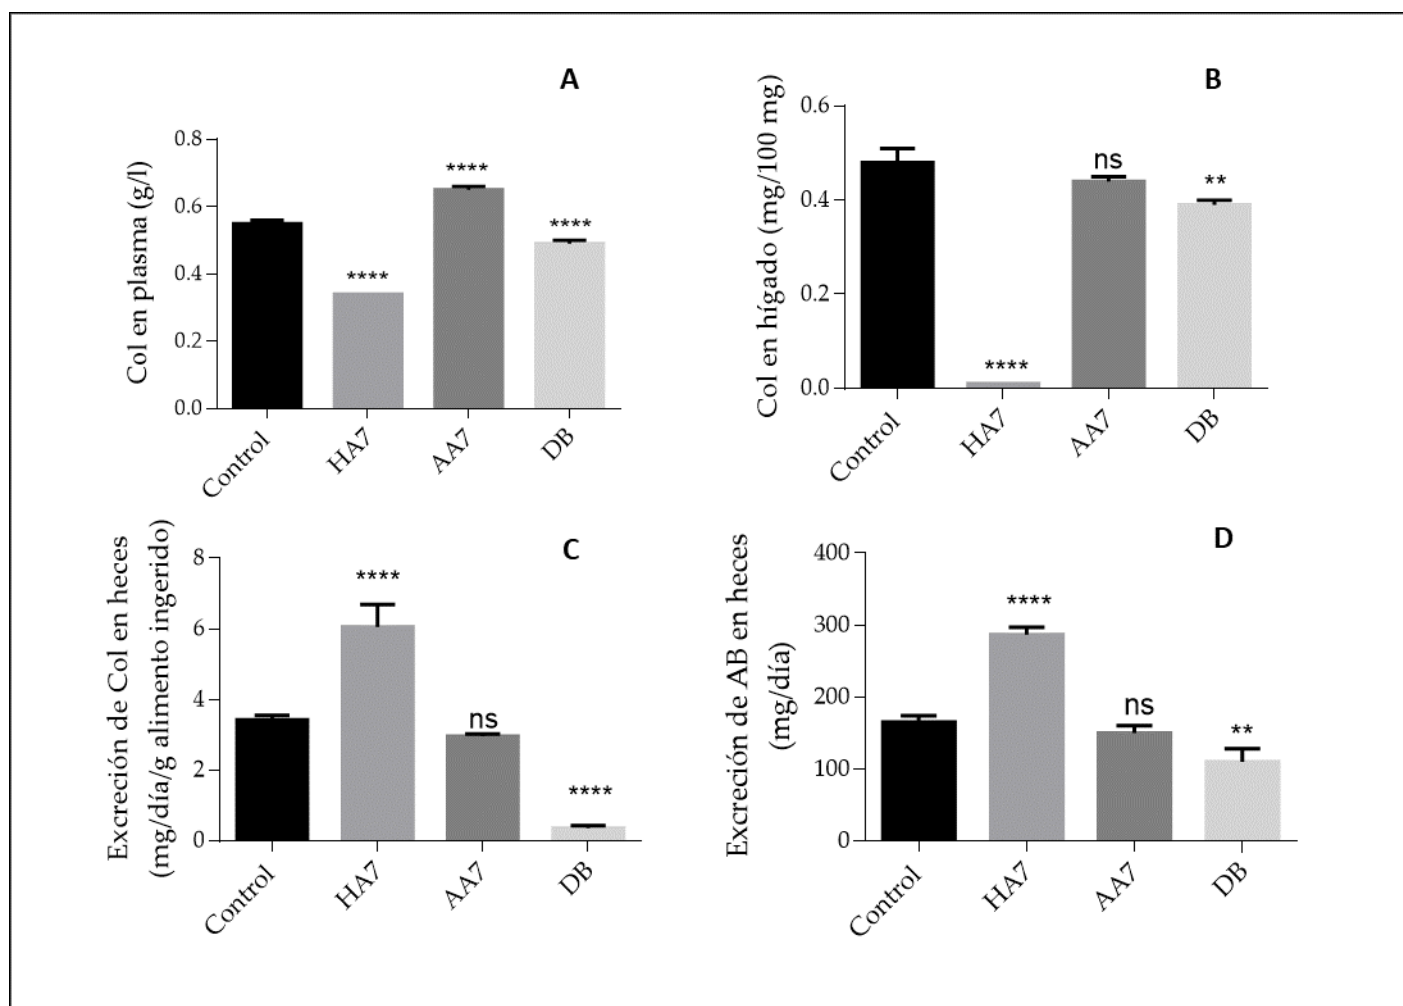 A
Col en plasma (g/l)
0.8
0.6
0.4
0.2
0.0
****
****
****
Control
HA7
AA7
DB
B
Col en hígado (mg/100 mg)
0.6
0.4
0.2
0.0
****
ns
**
Control
HA7
AA7
DB
C
Excreción de Col en heces
(mg/día/g alimento ingerido)
8
6
4
2
0
****
ns
****
Control
HA7
AA7
DB
D
Excreción de AB en heces
(mg/día)
400
300
200
100
0
****
ns
**
Control
HA7
AA7
DB